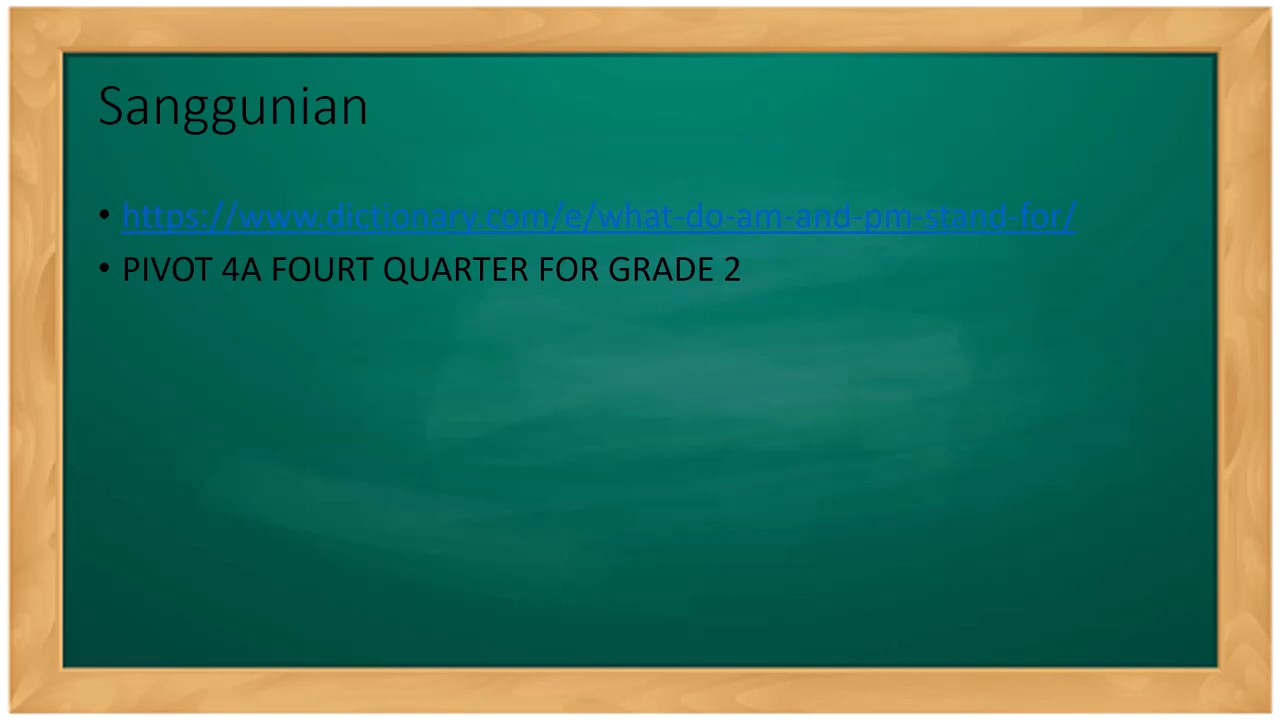 Sanggunian
• https://www.dictionary.com/e/what-do-am-and-pm-stand-for/
• PIVOT 4A FOURT QUARTER FOR GRADE 2